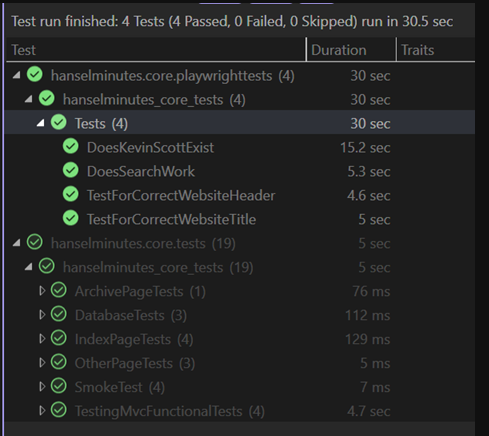 Test run finished: 4 Tests (4 Passed, 0 Failed, 0 Skipped) run in 30.5 sec
Test Duration Traits
hanselminutes.core.playwrighttests (4) 30 sec
hanselminutes_core_tests (4) 30 sec
Tests (4) 30 sec
DoesKevinScottExist 15.2 sec
DoesSearchWork 5.3 sec
TestForCorrectWebsiteHeader 4.6 sec
TestForCorrectWebsiteTitle 5 sec
hanselminutes.core.tests (19) 5 sec
hanselminutes_core_tests (19) 5 sec
ArchivePageTests (1) 76 ms
DatabaseTests (3) 112 ms
IndexPageTests (4) 129 ms
OtherPageTests (3) 5 ms
SmokeTest (4) 7 ms
TestingMvcFunctionalTests (4) 4.7 sec